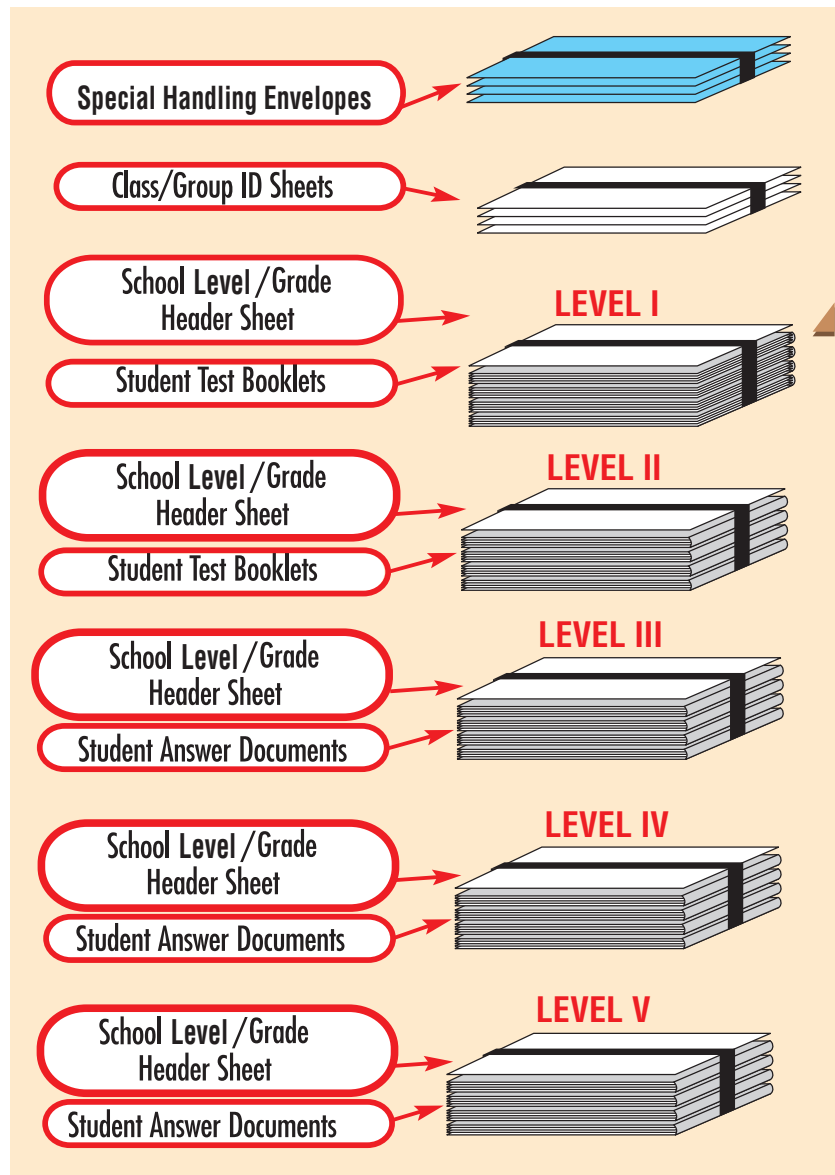 Special Handling Envelopes
Class/Group ID Sheets
School Level/Grade
Header Sheet
LEVEL I
Student Test Booklets
School Level/Grade
Header Sheet
LEVEL II
Student Test Booklets
School Level/Grade
Header Sheet
LEVEL III
Student Answer Documents
School Level/Grade
Header Sheet
LEVEL IV
Student Answer Documents
School Level/Grade
Header Sheet
LEVEL V
Student Answer Documents